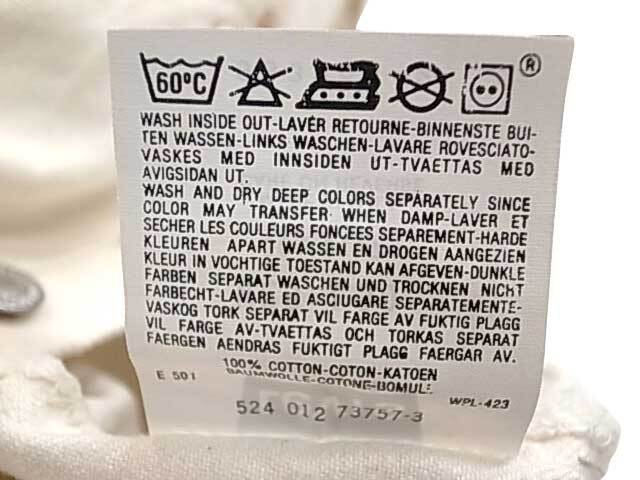 60°C
®
WASH INSIDE OUT-LAVER RETOURNE-BINNENSTE BUI-
TEN WASSEN-LINKS WASCHEN-LAVARE ROVESCIATO-
VASKES MED INNSIDEN UT-TVAETTAS MED
AVIGSIDAN UT.
WASH AND DRY DEEP COLORS SEPARATELY SINCE
COLOR MAY TRANSFER WHEN DAMP-LAVER ET
SECHER LES COULEURS FONCEES SEPAREMENT-HARDE
KLEUREN APART WASSEN EN DROGEN AANGEZIEN
KLEUR IN VOCHTIGE TOESTAND KAN AFGEVEN-DUNKLE
FARBEN SEPARAT WASCHEN UND TROCKNEN NICHT
FARBECHT-LAVARE ED ASCIUGARE SEPARATEMENTE-
VASKOG TORK SEPARAT VIL FARGE AV FUKTIG PLAGG
VIL FARGE AV-TVAETTAS OCH TORKAS SEPARAT
FAERGEN AENDRAS FUKTIGT PLAGG FAERGAR AV.
100% COTTON-COTON-KATOEN
BAUMWOLLE-COTONE-BOMULL
E 501
WPL-423
524 012 73757-3